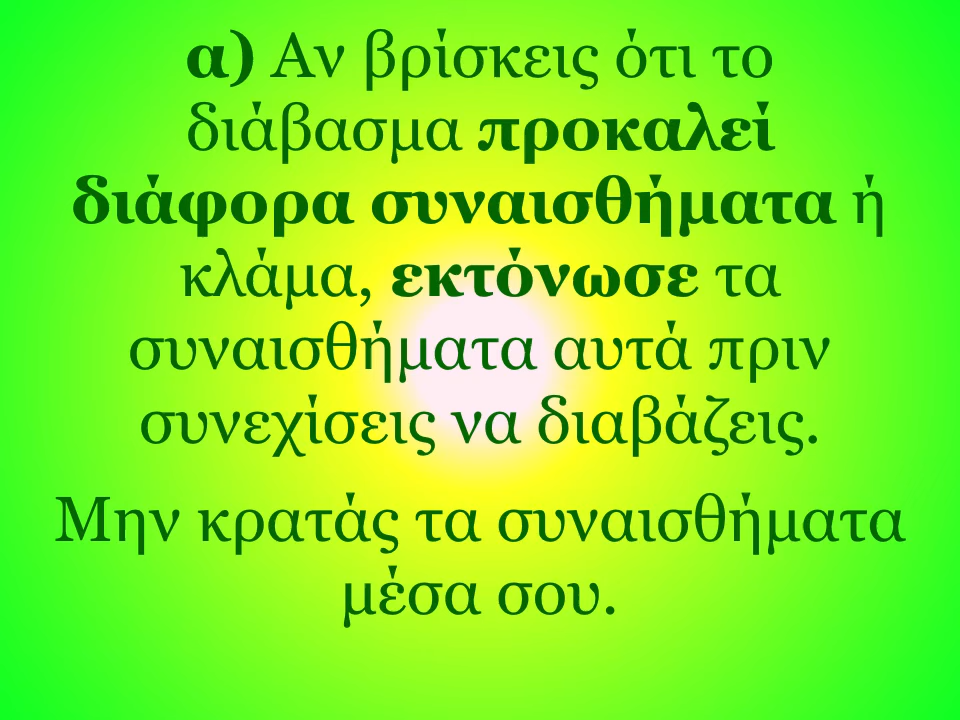 α) Αν βρίσκεις ότι το
διάβασμα προκαλεί
διάφορα συναισθήματα ή
κλάμα, εκτόνωσε τα
συναισθήματα αυτά πριν
συνεχίσεις να διαβάζεις.
Μην κρατάς τα συναισθήματα
μέσα σου.